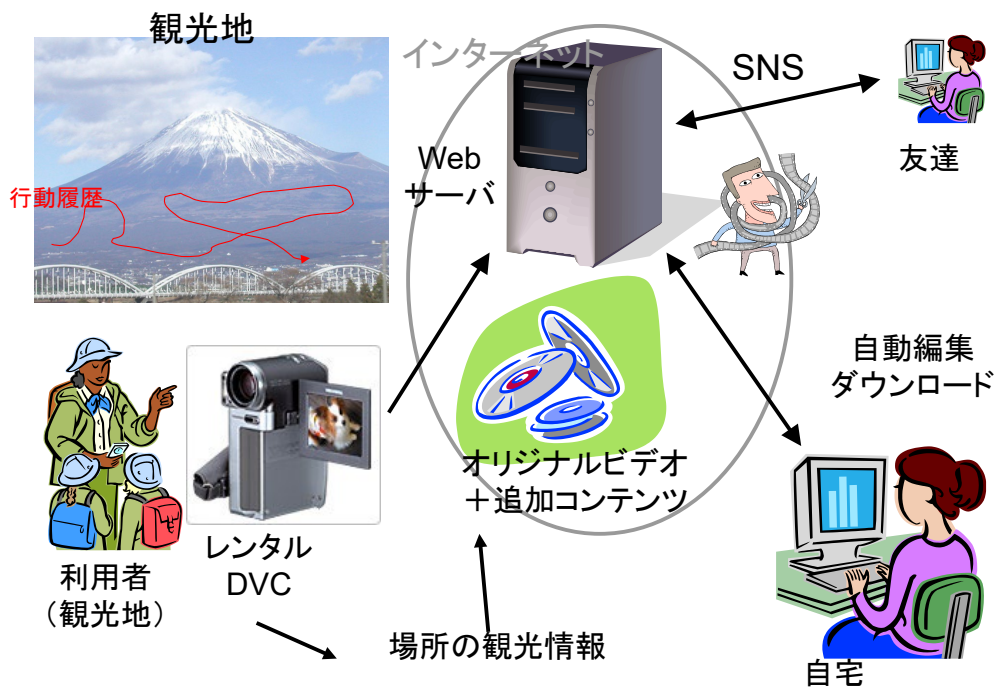 観光地
インターネット
SNS
Web
サーバ
友達
行動履歴
自動編集
ダウンロード
オリジナルビデオ
＋追加コンテンツ
レンタル
DVC
利用者
（観光地）
場所の観光情報
自宅